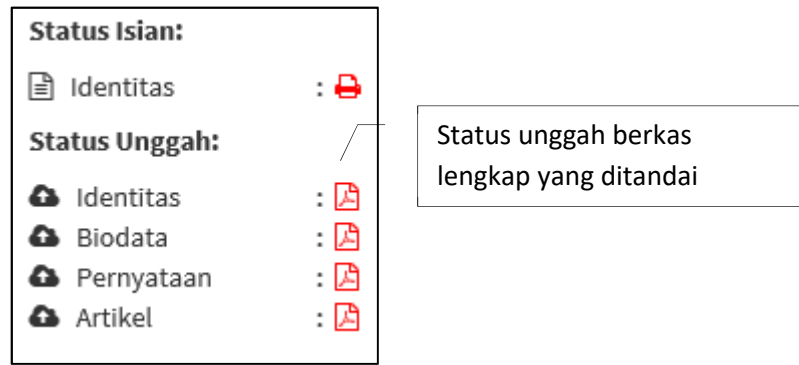 Status Isian:
Identitas :
Status Unggah:
Identitas :
Biodata :
Pernyataan :
Artikel :
Status unggah berkas
lengkap yang ditandai